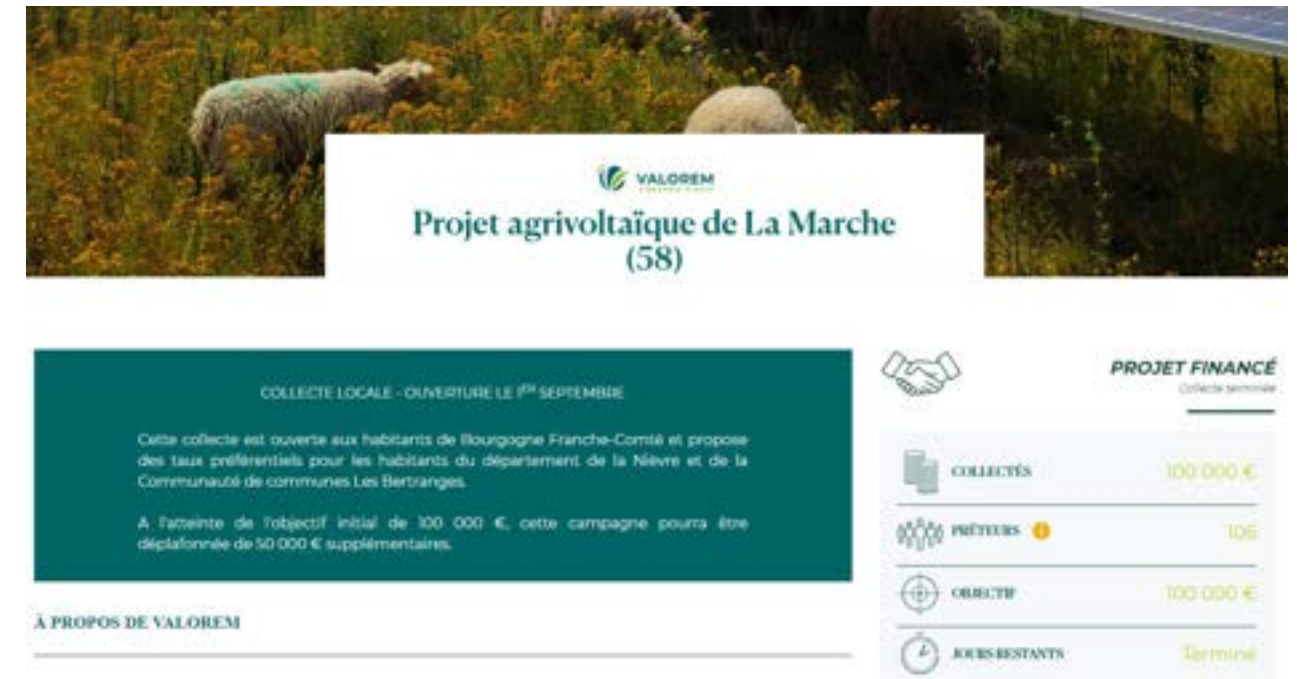 VALOREM
Projet agrivoltaïque de La Marche
(58)
COLLECTE LOCALE - OUVERTURE LE 1ER SEPTEMBRE
Cette collecte est ouverte aux habitants de Bourgogne Franche-Comté et propose
des taux préférentiels pour les habitants du département de la Nièvre et de la
Communauté de communes Les Bertranges.
A l'atteinte de l'objectif initial de 100 000 €, cette campagne pourra être
déplafonnée de 50 000 € supplémentaires.
À PROPOS DE VALOREM
PROJET FINANCÉ
Collecte terminée
COLLECTÉS 100 000 €
PRÊTEURS 106
OBJECTIF 100 000 €
JOURS RESTANTS Terminé